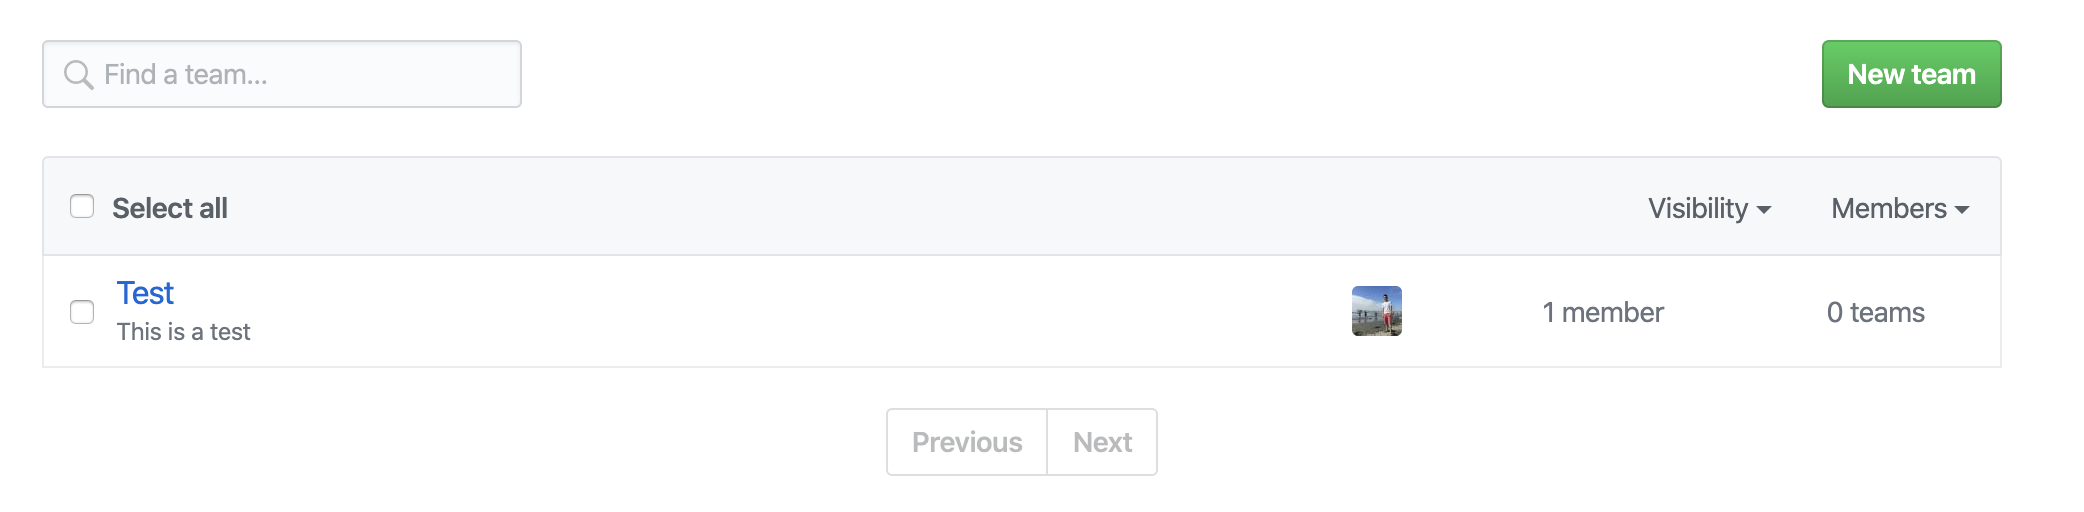 Find a team...
New team
Select all
Visibility
Members
Test
This is a test
1 member
0 teams
Previous
Next